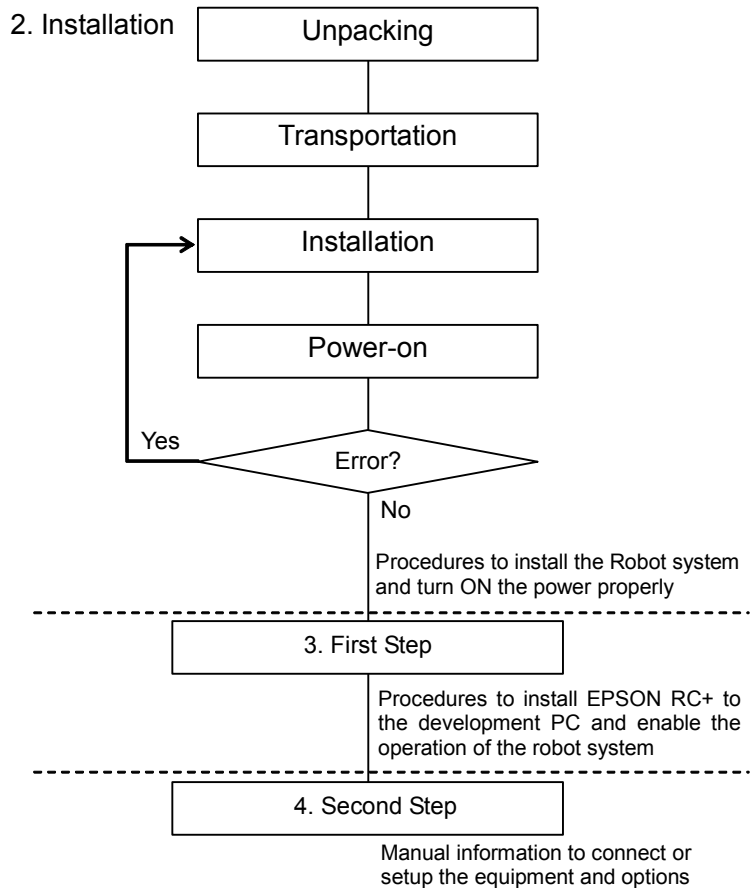 2. Installation
Unpacking
Transportation
Installation
Power-on
Yes
Error?
No
Procedures to install the Robot system
and turn ON the power properly
3. First Step
Procedures to install EPSON RC+ to
the development PC and enable the
operation of the robot system
4. Second Step
Manual information to connect or
setup the equipment and options